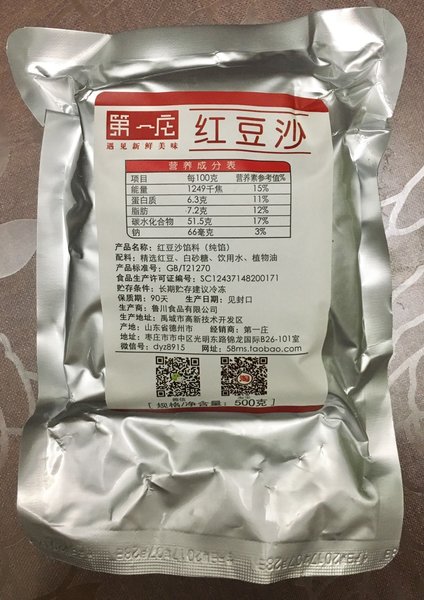 第一庄
遇见新鲜美味
红豆沙
营养成分表
项目 每100克 营养素参考值%
能量 1249千焦 15%
蛋白质 6.3克 11%
脂肪 7.2克 12%
碳水化合物 51.5克 17%
钠 66毫克 3%
产品名称：红豆沙馅料（纯馅）
配料：精选红豆、白砂糖、饮用水、植物油
产品标准号：GB/T21270
食品生产许可证编号：SC12437148200171
贮存条件：长期贮存建议冷冻
保质期：90天 生产日期：见封口
生产商：鲁川食品有限公司
生产地址：禹城市高新技术开发区
产地：山东省德州市 经销商：第一庄
地址：枣庄市市中区光明东路锦龙国际B26-101室
微信号：dyz8915 网址：58ms.taobao.com
淘
[ 规格/净含量：500克 ]